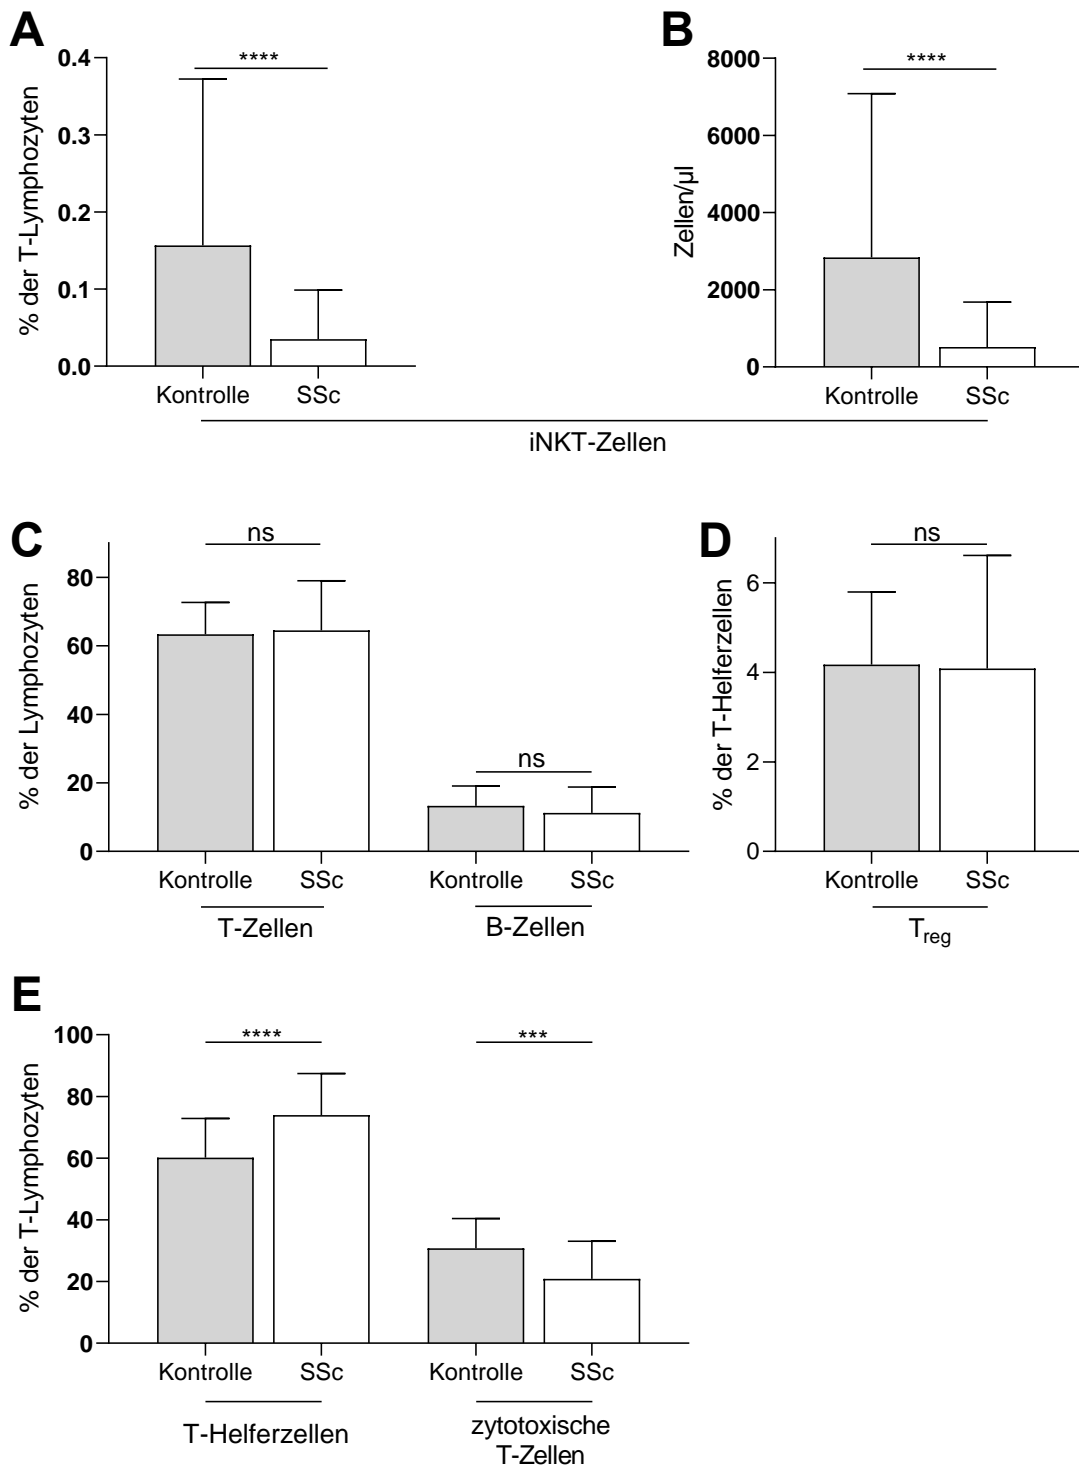 A
% der T-Lymphozyten
0.4
0.3
0.2
0.1
0.0
****
Kontrolle
SSc
B
Zellen/µl
8000
6000
4000
2000
0
****
Kontrolle
SSc
iNKT-Zellen
C
% der Lymphozyten
80
60
40
20
0
ns
ns
Kontrolle
SSc
Kontrolle
SSc
T-Zellen
B-Zellen
D
% der T-Helferzellen
6
4
2
0
ns
Kontrolle
SSc
Treg
E
% der T-Lymphozyten
100
80
60
40
20
0
****
***
Kontrolle
SSc
Kontrolle
SSc
T-Helferzellen
zytotoxische
T-Zellen